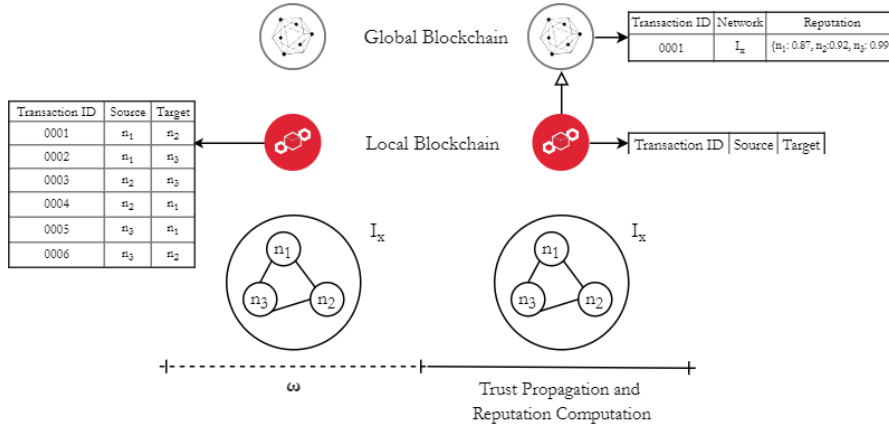 Global Blockchain
Transaction ID Network Reputation
0001 Iₓ {n₁: 0.87, n₂:0.92, n₃: 0.99
Transaction ID Source Target
0001 n₁ n₂
0002 n₁ n₃
0003 n₂ n₃
0004 n₂ n₁
0005 n₃ n₁
0006 n₃ n₂
Local Blockchain
Transaction ID Source Target
Iₓ
n₁
n₃ n₂
Iₓ
n₁
n₃ n₂
ω
Trust Propagation and
Reputation Computation